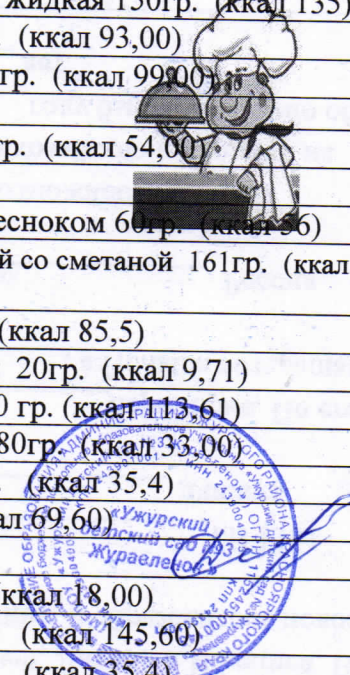 жидкая 150гр. (ккал 135)
(ккал 93,00)
гр. (ккал 99,00)
гр. (ккал 54,00)
есноком 60гр. (ккал 56)
й со сметаной 161гр. (ккал
(ккал 85,5)
20гр. (ккал 9,71)
0 гр. (ккал 113,61)
80гр. (ккал 33,00)
(ккал 35,4)
ал 69,60)
«Ужурский
детский сад №3
Журавленок»
ккал 18,00)
(ккал 145,60)
(ккал 35,4)